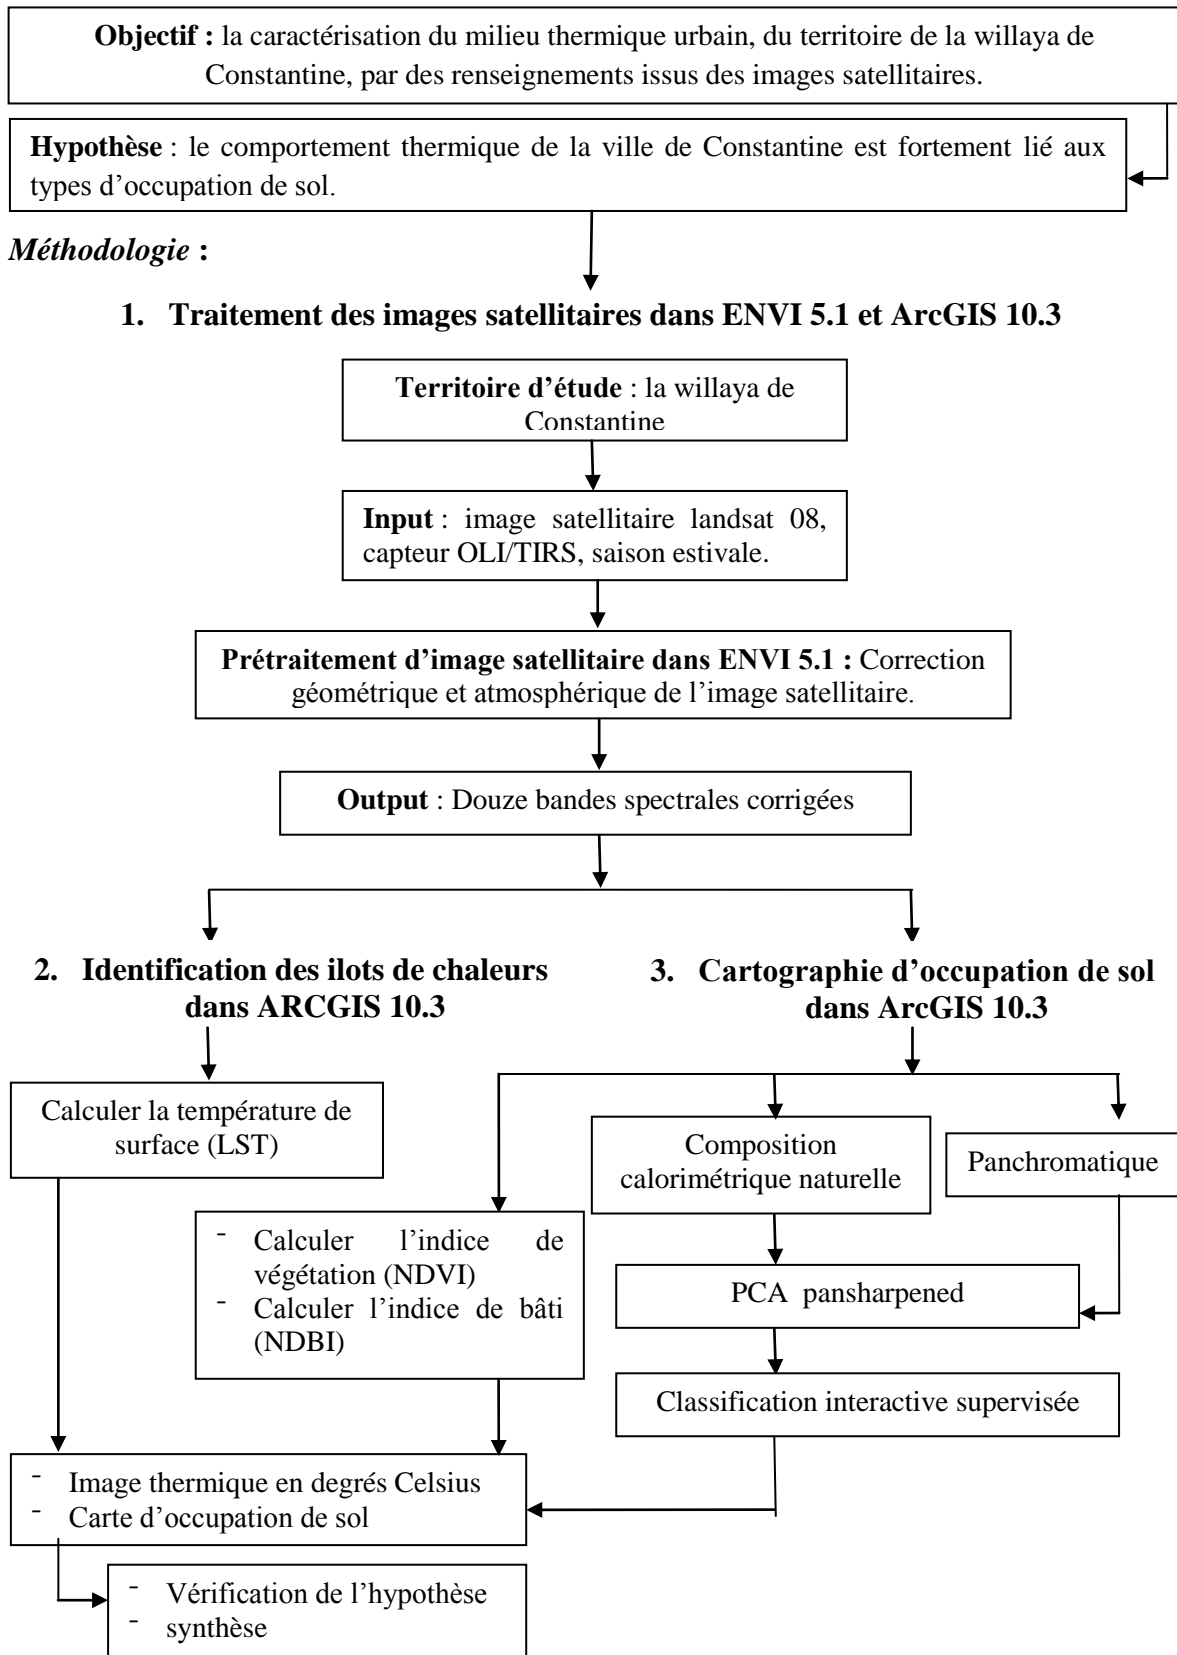 Objectif : la caractérisation du milieu thermique urbain, du territoire de la willaya de
Constantine, par des renseignements issus des images satellitaires.
Hypothèse : le comportement thermique de la ville de Constantine est fortement lié aux
types d'occupation de sol.
Méthodologie :
1. Traitement des images satellitaires dans ENVI 5.1 et ArcGIS 10.3
Territoire d'étude : la willaya de
Constantine
Input : image satellitaire landsat 08,
capteur OLI/TIRS, saison estivale.
Prétraitement d'image satellitaire dans ENVI 5.1 : Correction
géométrique et atmosphérique de l'image satellitaire.
Output : Douze bandes spectrales corrigées
2. Identification des ilots de chaleurs
dans ARCGIS 10.3
3. Cartographie d'occupation de sol
dans ArcGIS 10.3
Calculer la température de
surface (LST)
Composition
calorimétrique naturelle
Panchromatique
- Calculer l'indice de
végétation (NDVI)
- Calculer l'indice de bâti
(NDBI)
PCA pansharpened
Classification interactive supervisée
- Image thermique en degrés Celsius
- Carte d'occupation de sol
- Vérification de l'hypothèse
- synthèse